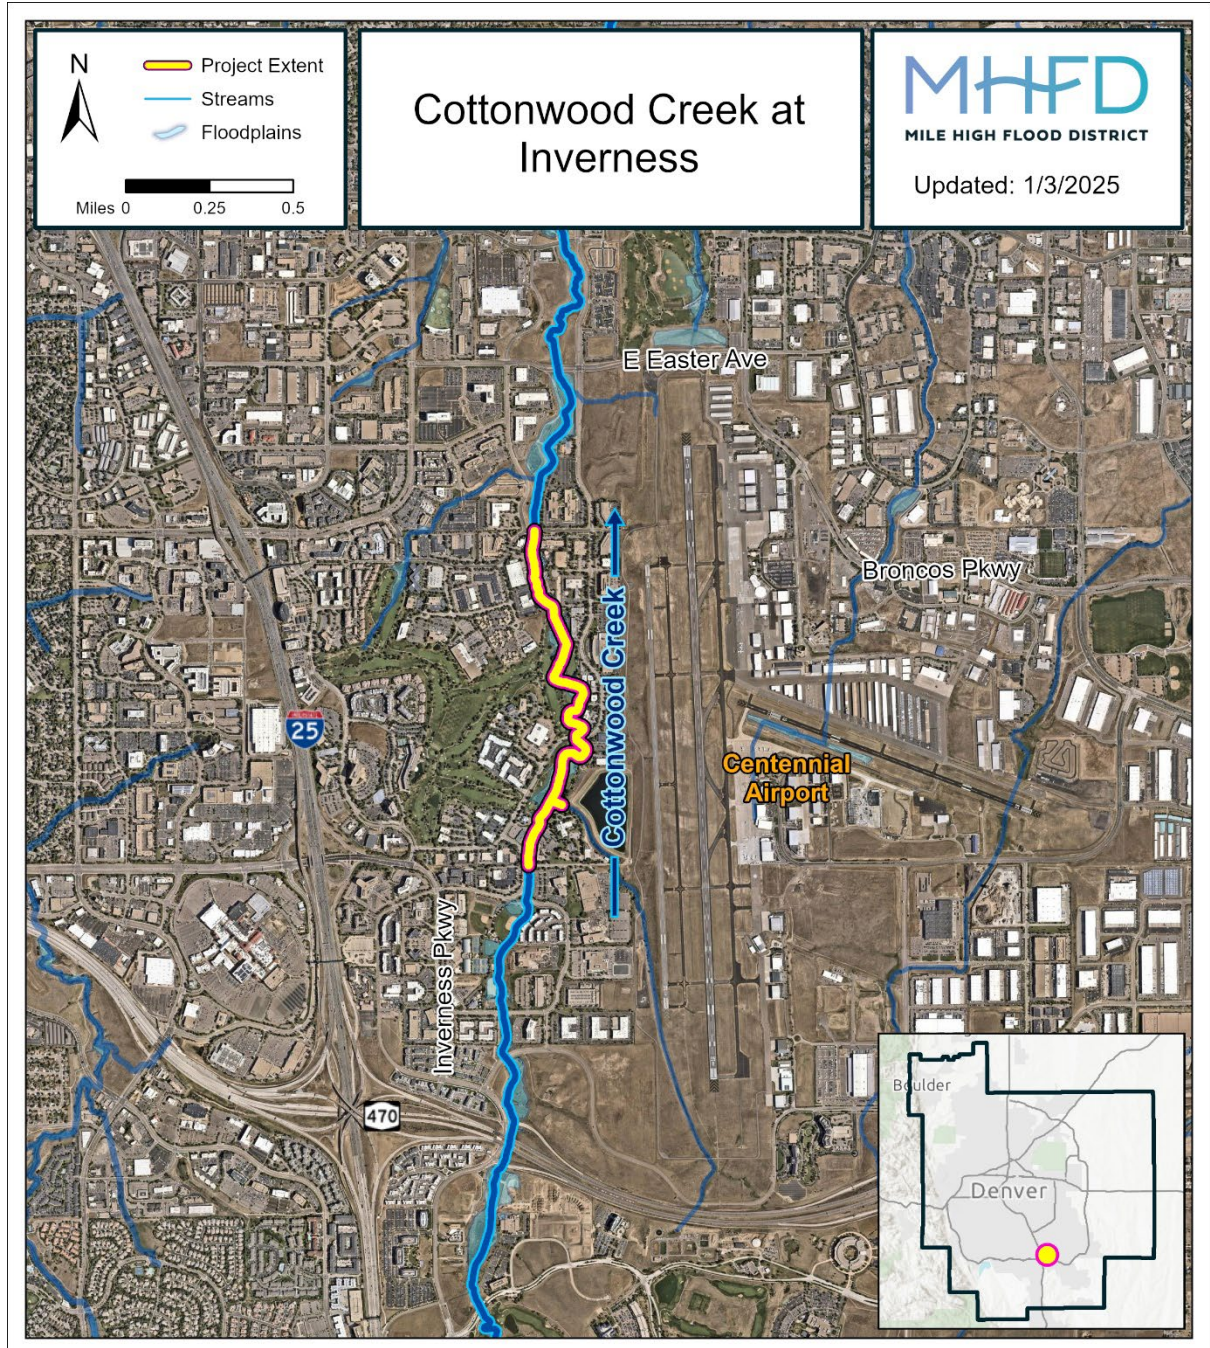 N
Project Extent
Streams
Floodplains
Miles 0 0.25 0.5
Cottonwood Creek at
Inverness
MHFD
MILE HIGH FLOOD DISTRICT
Updated: 1/3/2025
E Easter Ave
Broncos Pkwy
Cottonwood Creek
25
Centennial
Airport
Inverness Pkwy
470
Boulder
Denver